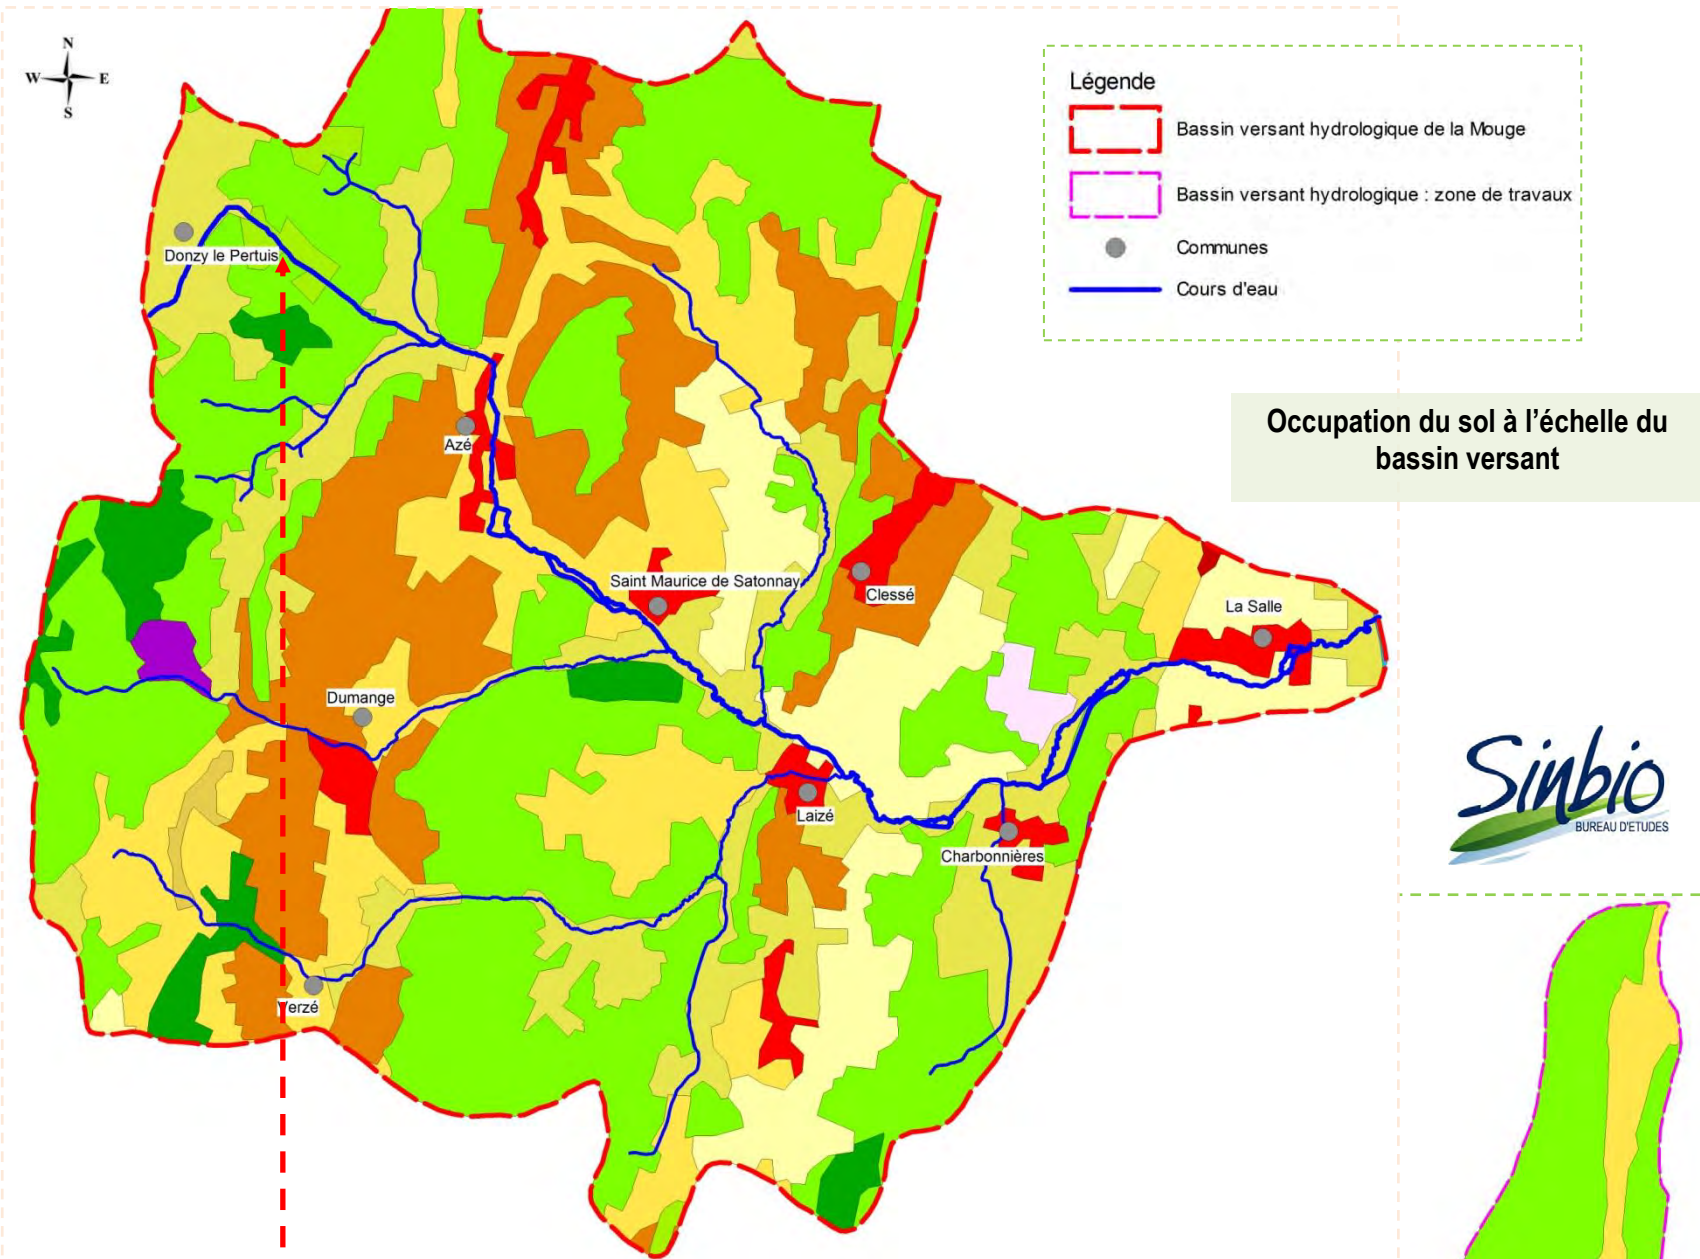 N
W E
S
Légende
Bassin versant hydrologique de la Mouge
Bassin versant hydrologique : zone de travaux
Communes
Cours d'eau
Occupation du sol à l'échelle du
bassin versant
Donzy le Pertuis
Azé
Saint Maurice de Satonnay
Clessé
La Salle
Dumange
Laizé
Charbonnières
Verzé
Sinbio
BUREAU D'ETUDES